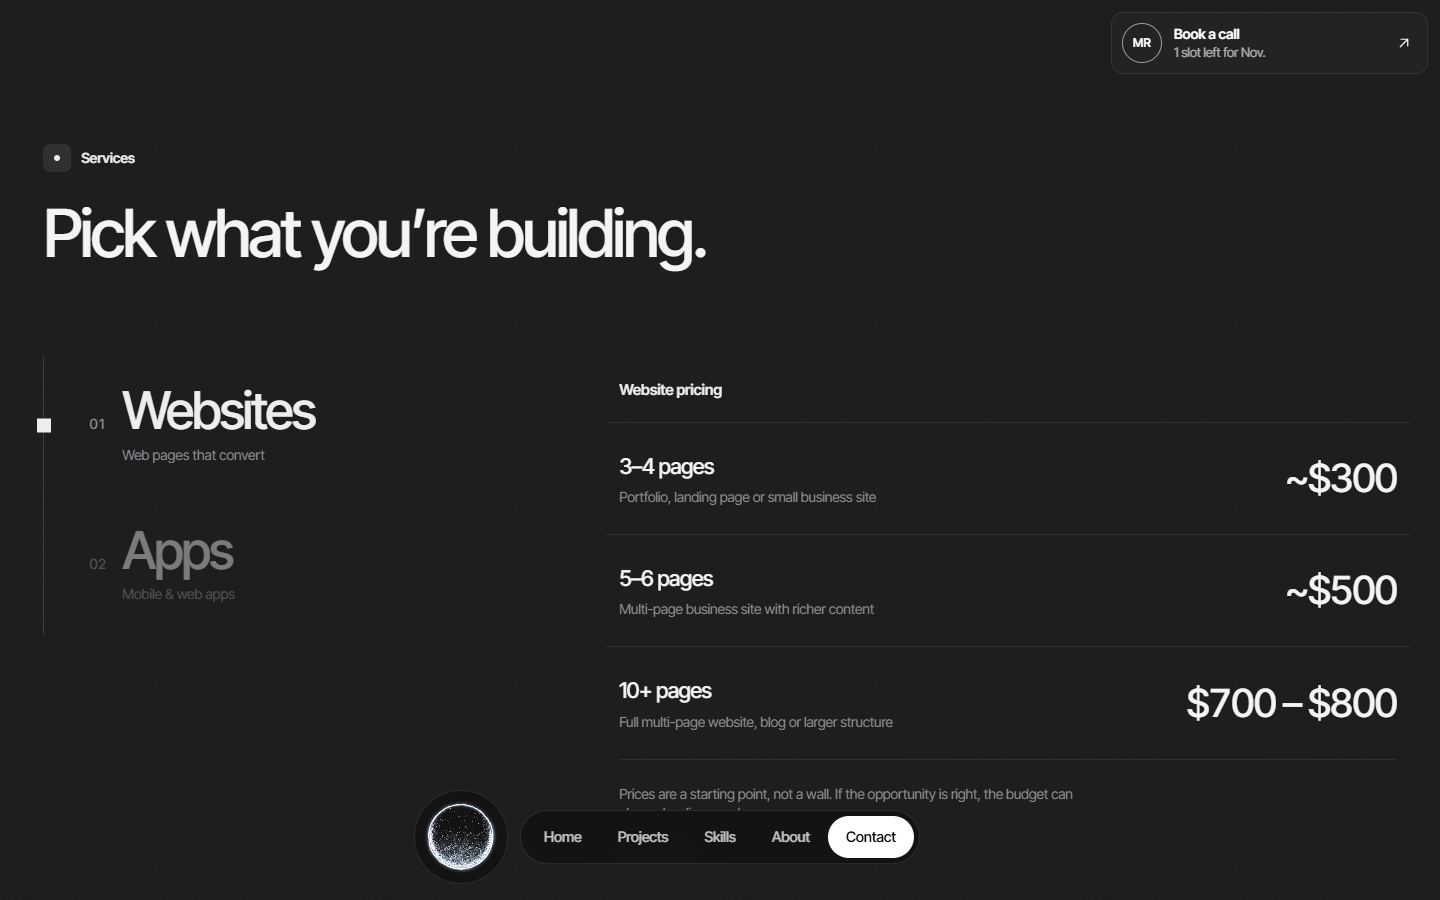 MR
Book a call
1 slot left for Nov.
Services
Pick what you’re building.
01
Websites
Web pages that convert
02
Apps
Mobile & web apps
Website pricing
3–4 pages
Portfolio, landing page or small business site
~$300
5–6 pages
Multi-page business site with richer content
~$500
10+ pages
Full multi-page website, blog or larger structure
$700 – $800
Prices are a starting point, not a wall. If the opportunity is right, the budget can
Home
Projects
Skills
About
Contact